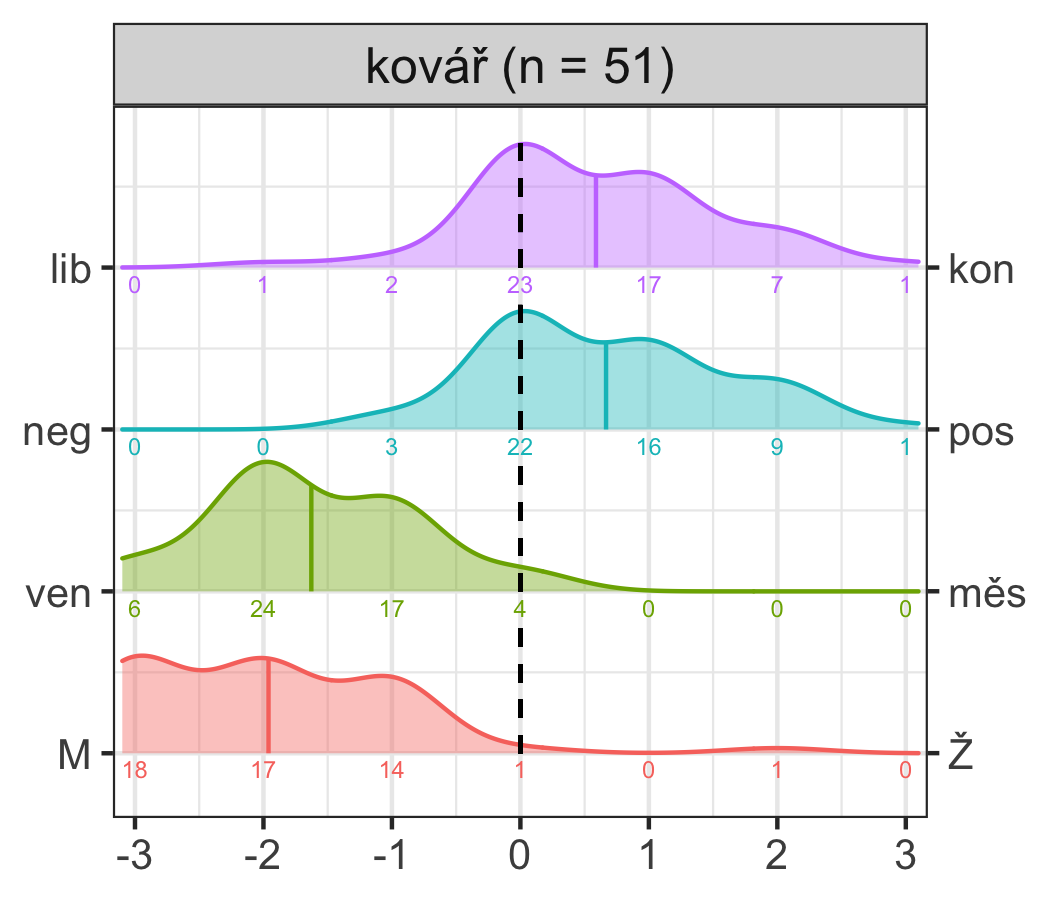 kovář (n = 51)
lib kon
0 1 2 23 17 7 1
neg pos
0 0 3 22 16 9 1
ven měs
6 24 17 4 0 0 0
M Ž
18 17 14 1 0 1 0
-3 -2 -1 0 1 2 3